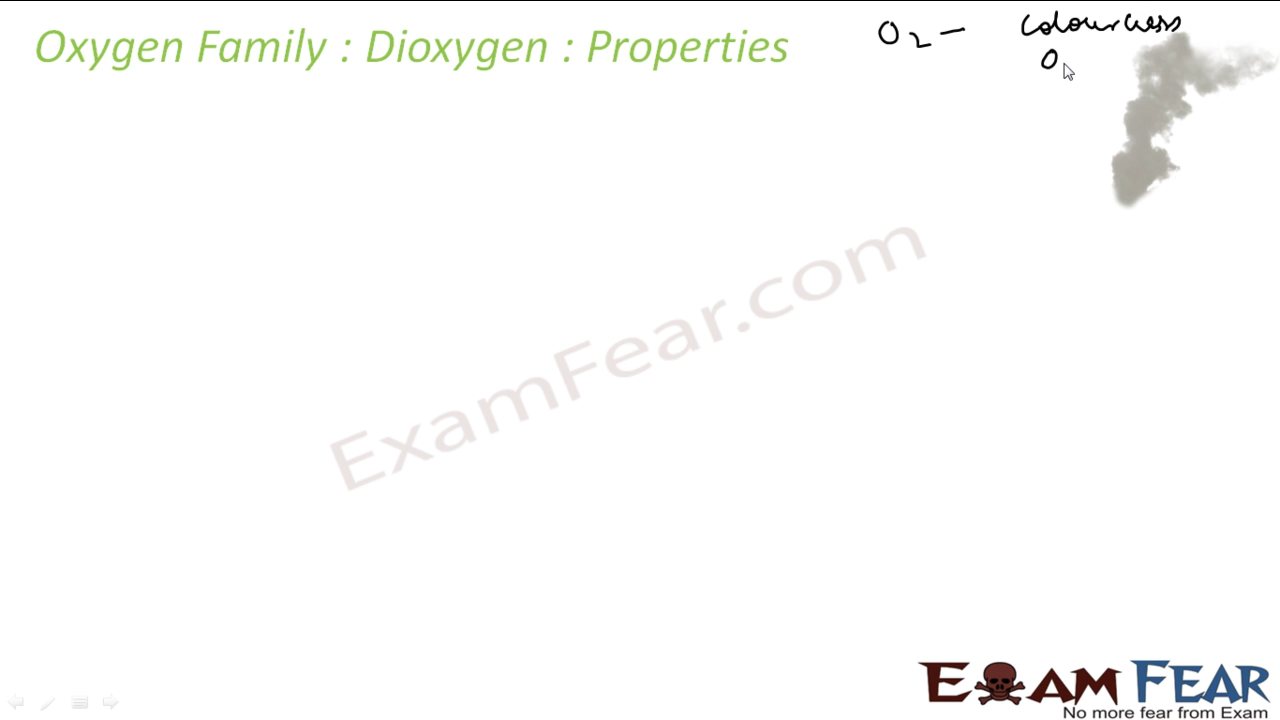 Oxygen Family : Dioxygen : Properties
O2 – colourless
O
ExamFear.com
EXAM FEAR
No more fear from Exam